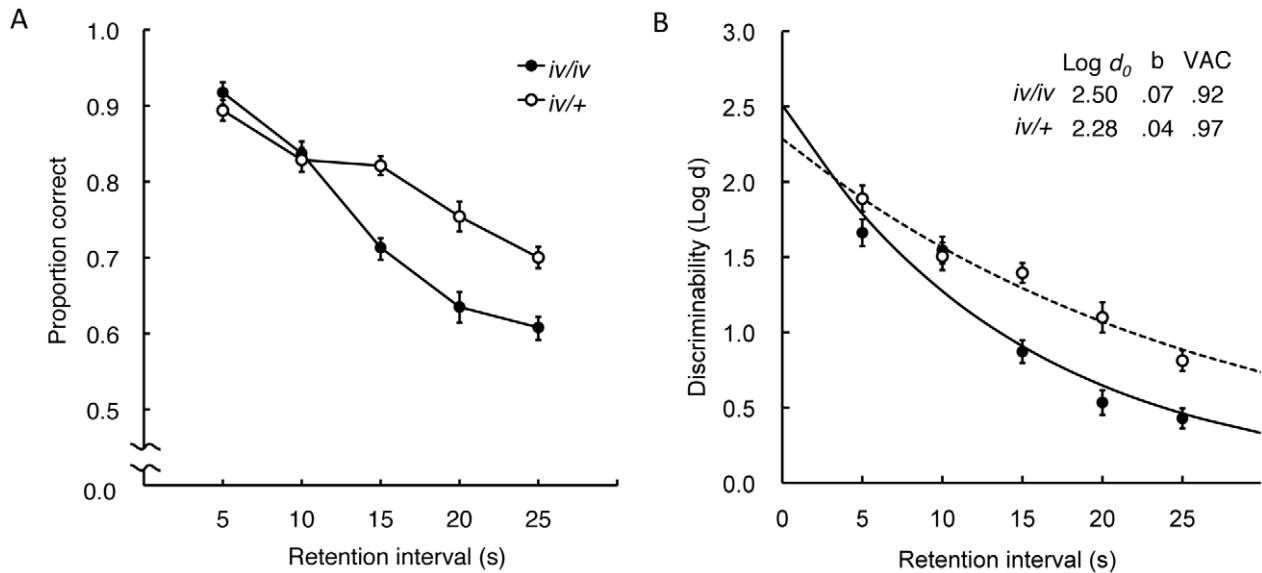 A
1.0
0.9
0.8
0.7
0.6
0.5
0.0
Proportion correct
iv/iv
iv/+
5 10 15 20 25
Retention interval (s)
B
3.0
2.5
2.0
1.5
1.0
0.5
0.0
Discriminability (Log d)
Log d0 b VAC
iv/iv 2.50 .07 .92
iv/+ 2.28 .04 .97
0 5 10 15 20 25
Retention interval (s)